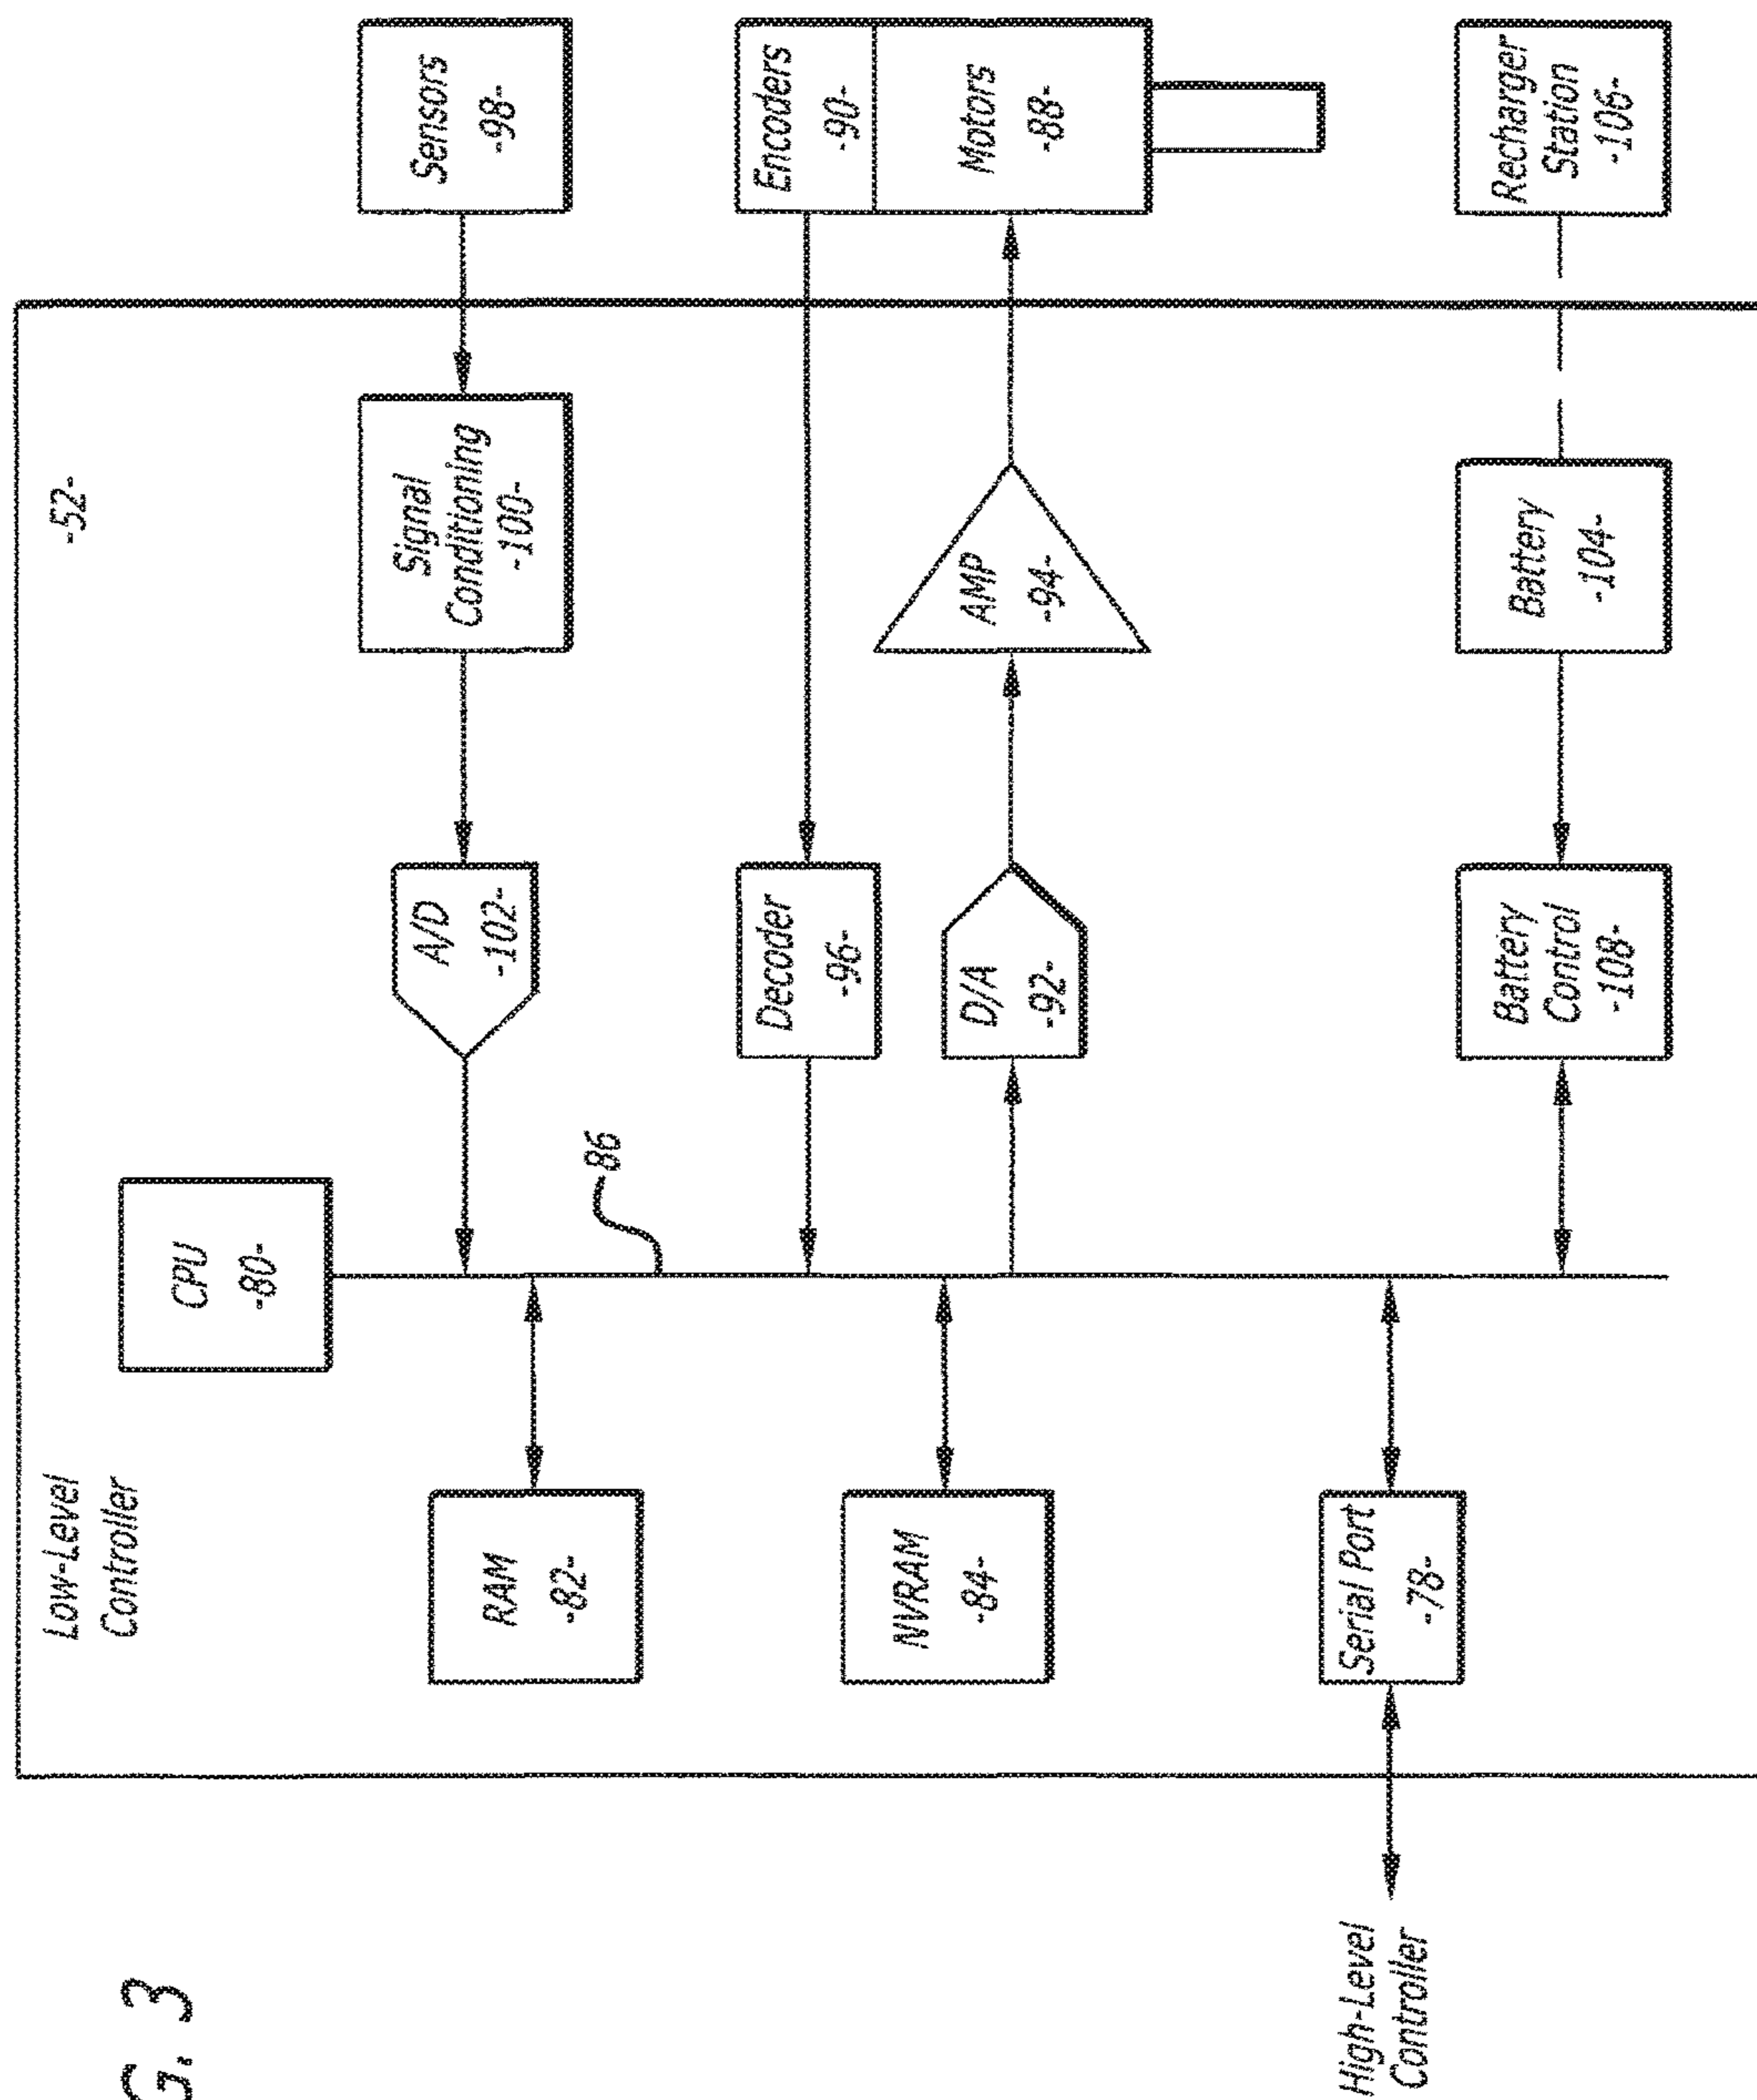 G. 3
Low-Level
Controller
-52-
CPU
-80-
RAM
-82-
86
A/D
-102-
Signal
Conditioning
-100-
Sensors
-98-
NVRAM
-84-
Decoder
-96-
Encoders
-90-
D/A
-92-
AMP
-94-
Motors
-88-
High-Level
Controller
Serial Port
-78-
Battery
Control
-108-
Battery
-104-
Recharger
Station
-106-